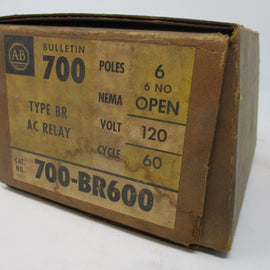 A-B
BULLETIN
700
TYPE BR
AC RELAY
POLES 6
6 NO
NEMA OPEN
VOLT 120
CYCLE 60
CAT. NO. 700-BR600